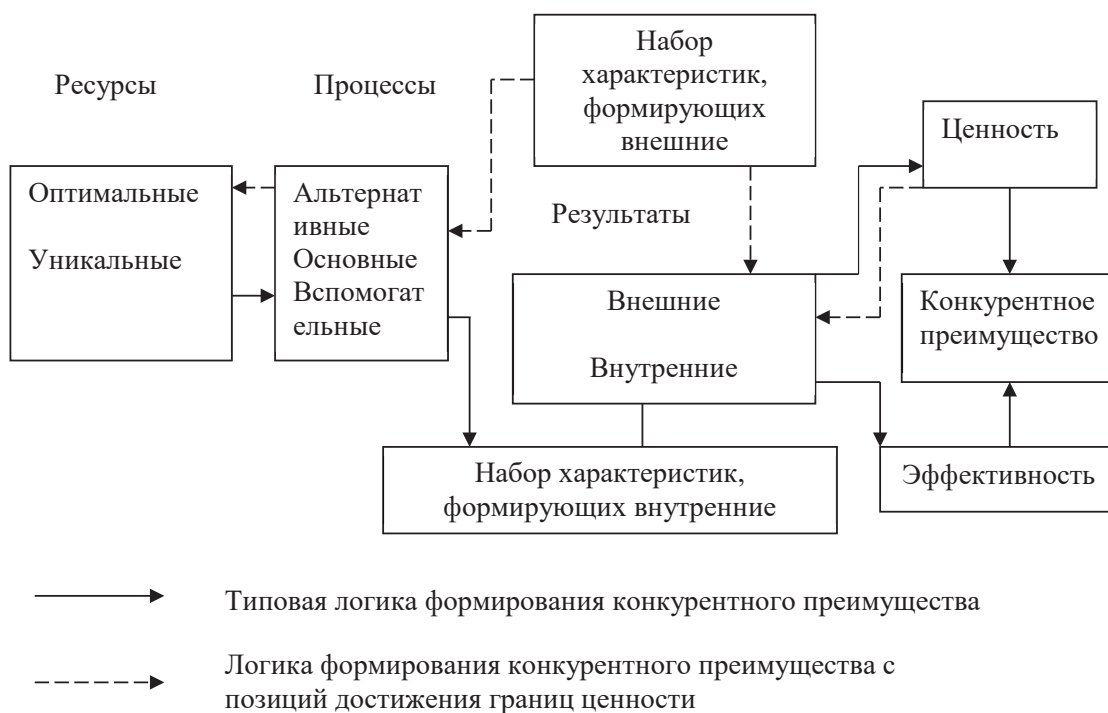 Ресурсы
Процессы
Набор
характеристик,
формирующих
внешние
Ценность
Оптимальные
Уникальные
Альтернат
ивные
Основные
Вспомогат
ельные
Результаты
Внешние
Внутренние
Конкурентное
преимущество
Набор характеристик,
формирующих внутренние
Эффективность
Типовая логика формирования конкурентного преимущества
Логика формирования конкурентного преимущества с
позиций достижения границ ценности